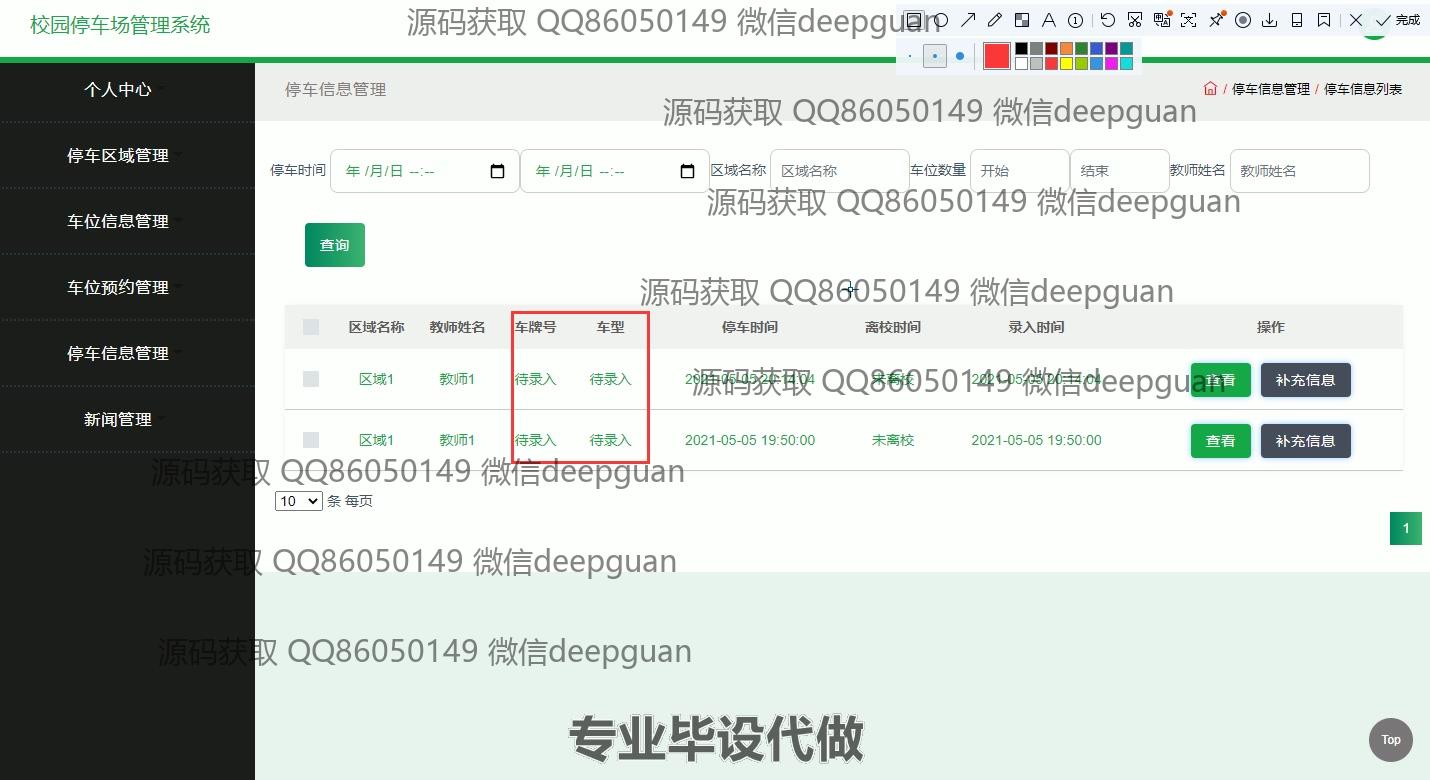 校园停车场管理系统
源码获取 QQ86050149 微信deepguan
完成
个人中心
停车信息管理
/ 停车信息管理 / 停车信息列表
源码获取 QQ86050149 微信deepguan
停车区域管理
停车时间 年 /月/日 --:-- 年 /月/日 --:-- 区域名称 区域名称 车位数量 开始 结束 教师姓名 教师姓名
源码获取 QQ86050149 微信deepguan
车位信息管理
查询
车位预约管理
源码获取 QQ86050149 微信deepguan
区域名称 教师姓名 车牌号 车型 停车时间 离校时间 录入时间 操作
停车信息管理
区域1 教师1 待录入 待录入 2021-05-05 20:14:04 未离校 2021-05-05 20:14:04 查看 补充信息
源码获取 QQ86050149 微信deepguan
新闻管理
区域1 教师1 待录入 待录入 2021-05-05 19:50:00 未离校 2021-05-05 19:50:00 查看 补充信息
源码获取 QQ86050149 微信deepguan
10 条 每页
1
源码获取 QQ86050149 微信deepguan
源码获取 QQ86050149 微信deepguan
专业毕设代做
Top